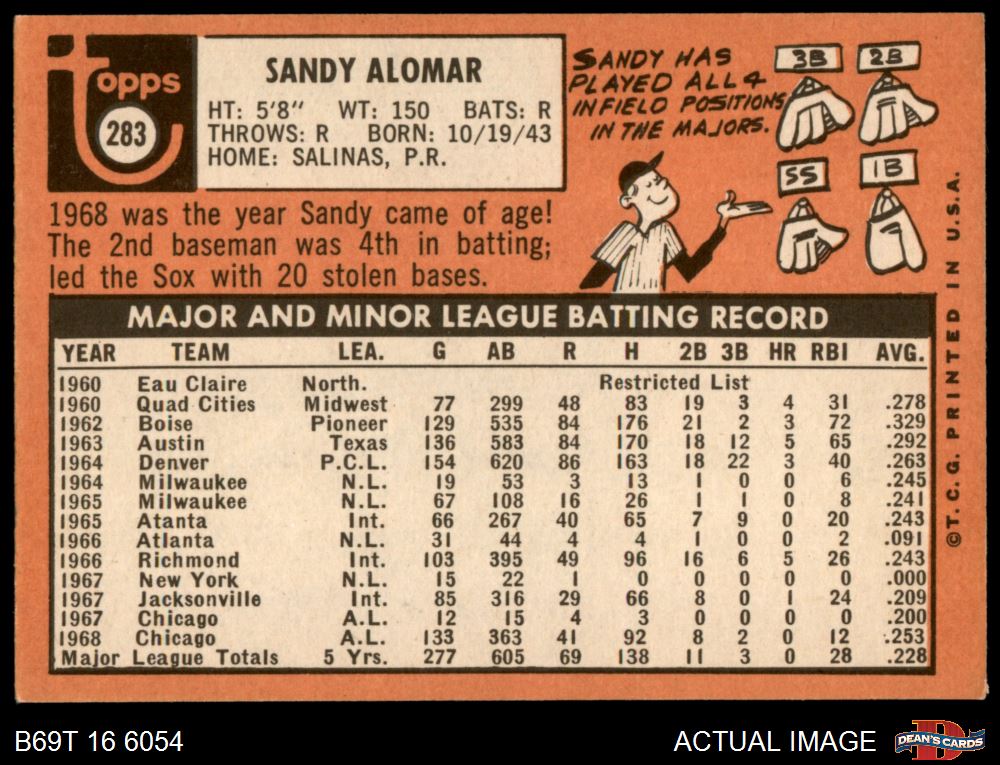 topps
283
SANDY ALOMAR
HT: 5'8" WT: 150 BATS: R
THROWS: R BORN: 10/19/43
HOME: SALINAS, P.R.
SANDY HAS
PLAYED ALL 4
INFIELD POSITIONS
IN THE MAJORS.
3B 2B
SS 1B
1968 was the year Sandy came of age!
The 2nd baseman was 4th in batting;
led the Sox with 20 stolen bases.
MAJOR AND MINOR LEAGUE BATTING RECORD
YEAR TEAM LEA. G AB R H 2B 3B HR RBI AVG.
1960 Eau Claire North. Restricted List
1960 Quad Cities Midwest 77 299 48 83 19 3 4 31 .278
1962 Boise Pioneer 129 535 84 176 21 2 3 72 .329
1963 Austin Texas 136 583 84 170 18 12 5 65 .292
1964 Denver P.C.L. 154 620 86 163 18 22 3 40 .263
1964 Milwaukee N.L. 19 53 3 13 1 0 0 6 .245
1965 Milwaukee N.L. 67 108 16 26 1 1 0 8 .241
1965 Atanta Int. 66 267 40 65 7 9 0 20 .243
1966 Atlanta N.L. 31 44 4 4 1 0 0 2 .091
1966 Richmond Int. 103 395 49 96 16 6 5 26 .243
1967 New York N.L. 15 22 1 0 0 0 0 0 .000
1967 Jacksonville Int. 85 316 29 66 8 0 1 24 .209
1967 Chicago A.L. 12 15 4 3 0 0 0 0 .200
1968 Chicago A.L. 133 363 41 92 8 2 0 12 .253
Major League Totals 5 Yrs. 277 605 69 138 11 3 0 28 .228
©T.C.G. PRINTED IN U.S.A.
B69T 16 6054
ACTUAL IMAGE
DEAN'S CARDS